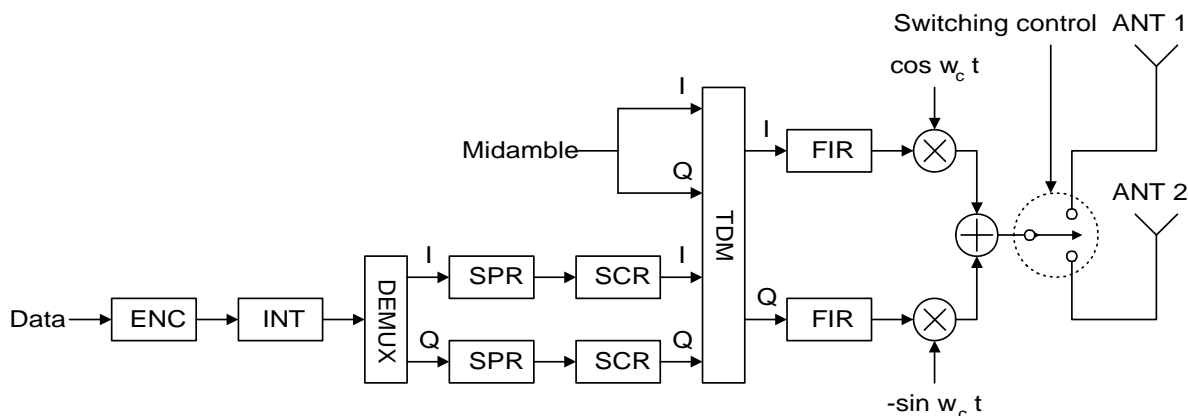 Switching control ANT 1
cos w_c t
I
I
Midamble
FIR
Q
ANT 2
TDM
I
I
SPR
SCR
Q
FIR
Data
ENC
INT
DEMUX
Q
Q
SPR
SCR
-sin w_c t